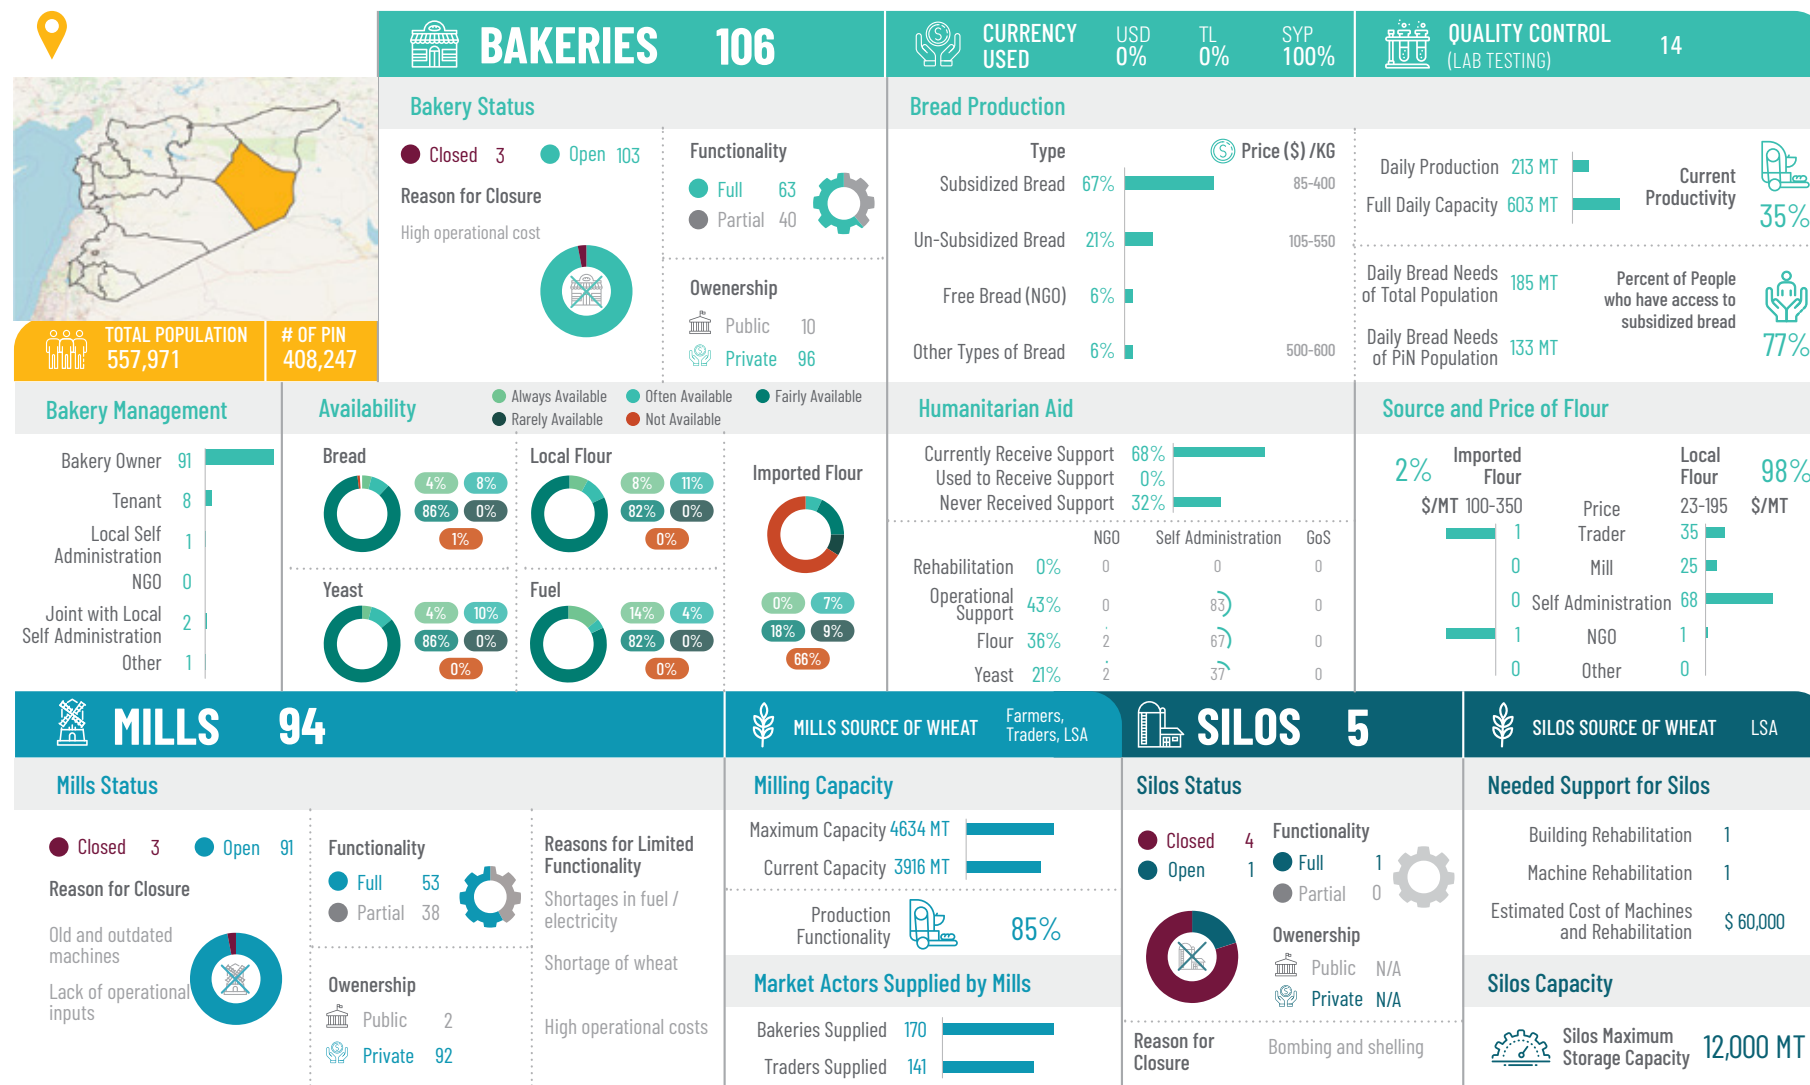 BAKERIES 106
CURRENCY USED
USD 0%
TL 0%
SYP 100%
QUALITY CONTROL (LAB TESTING) 14
TOTAL POPULATION 557,971
# OF PIN 408,247
Bakery Status
Closed 3
Open 103
Reason for Closure
High operational cost
Functionality
Full 63
Partial 40
Owenership
Public 10
Private 96
Bread Production
Type Price ($) /KG
Subsidized Bread 67% 85-400
Un-Subsidized Bread 21% 105-550
Free Bread (NGO) 6%
Other Types of Bread 6% 500-600
Daily Production 213 MT
Full Daily Capacity 603 MT
Current Productivity
35%
Daily Bread Needs of Total Population 185 MT
Daily Bread Needs of PiN Population 133 MT
Percent of People who have access to subsidized bread
77%
Bakery Management
Bakery Owner 91
Tenant 8
Local Self Administration 1
NGO 0
Joint with Local Self Administration 2
Other 1
Availability
Always Available
Often Available
Fairly Available
Rarely Available
Not Available
Bread
4% 8%
86% 0%
1%
Local Flour
8% 11%
82% 0%
0%
Imported Flour
0% 7%
18% 9%
66%
Yeast
4% 10%
86% 0%
0%
Fuel
14% 4%
82% 0%
0%
Humanitarian Aid
Currently Receive Support 68%
Used to Receive Support 0%
Never Received Support 32%
NGO Self Administration GoS
Rehabilitation 0% 0 0 0
Operational Support 43% 0 83 0
Flour 36% 2 67 0
Yeast 21% 2 37 0
Source and Price of Flour
2% Imported Flour
Local Flour 98%
$/MT 100-350 Price 23-195 $/MT
1 Trader 35
0 Mill 25
0 Self Administration 68
1 NGO 1
0 Other 0
MILLS 94
MILLS SOURCE OF WHEAT
Farmers, Traders, LSA
SILOS 5
SILOS SOURCE OF WHEAT LSA
Mills Status
Closed 3
Open 91
Reason for Closure
Old and outdated machines
Lack of operational inputs
Functionality
Full 53
Partial 38
Owenership
Public 2
Private 92
Reasons for Limited Functionality
Shortages in fuel / electricity
Shortage of wheat
High operational costs
Milling Capacity
Maximum Capacity 4634 MT
Current Capacity 3916 MT
Production Functionality 85%
Market Actors Supplied by Mills
Bakeries Supplied 170
Traders Supplied 141
Silos Status
Closed 4
Open 1
Functionality
Full 1
Partial 0
Owenership
Public N/A
Private N/A
Reason for Closure
Bombing and shelling
Needed Support for Silos
Building Rehabilitation 1
Machine Rehabilitation 1
Estimated Cost of Machines and Rehabilitation $ 60,000
Silos Capacity
Silos Maximum Storage Capacity 12,000 MT